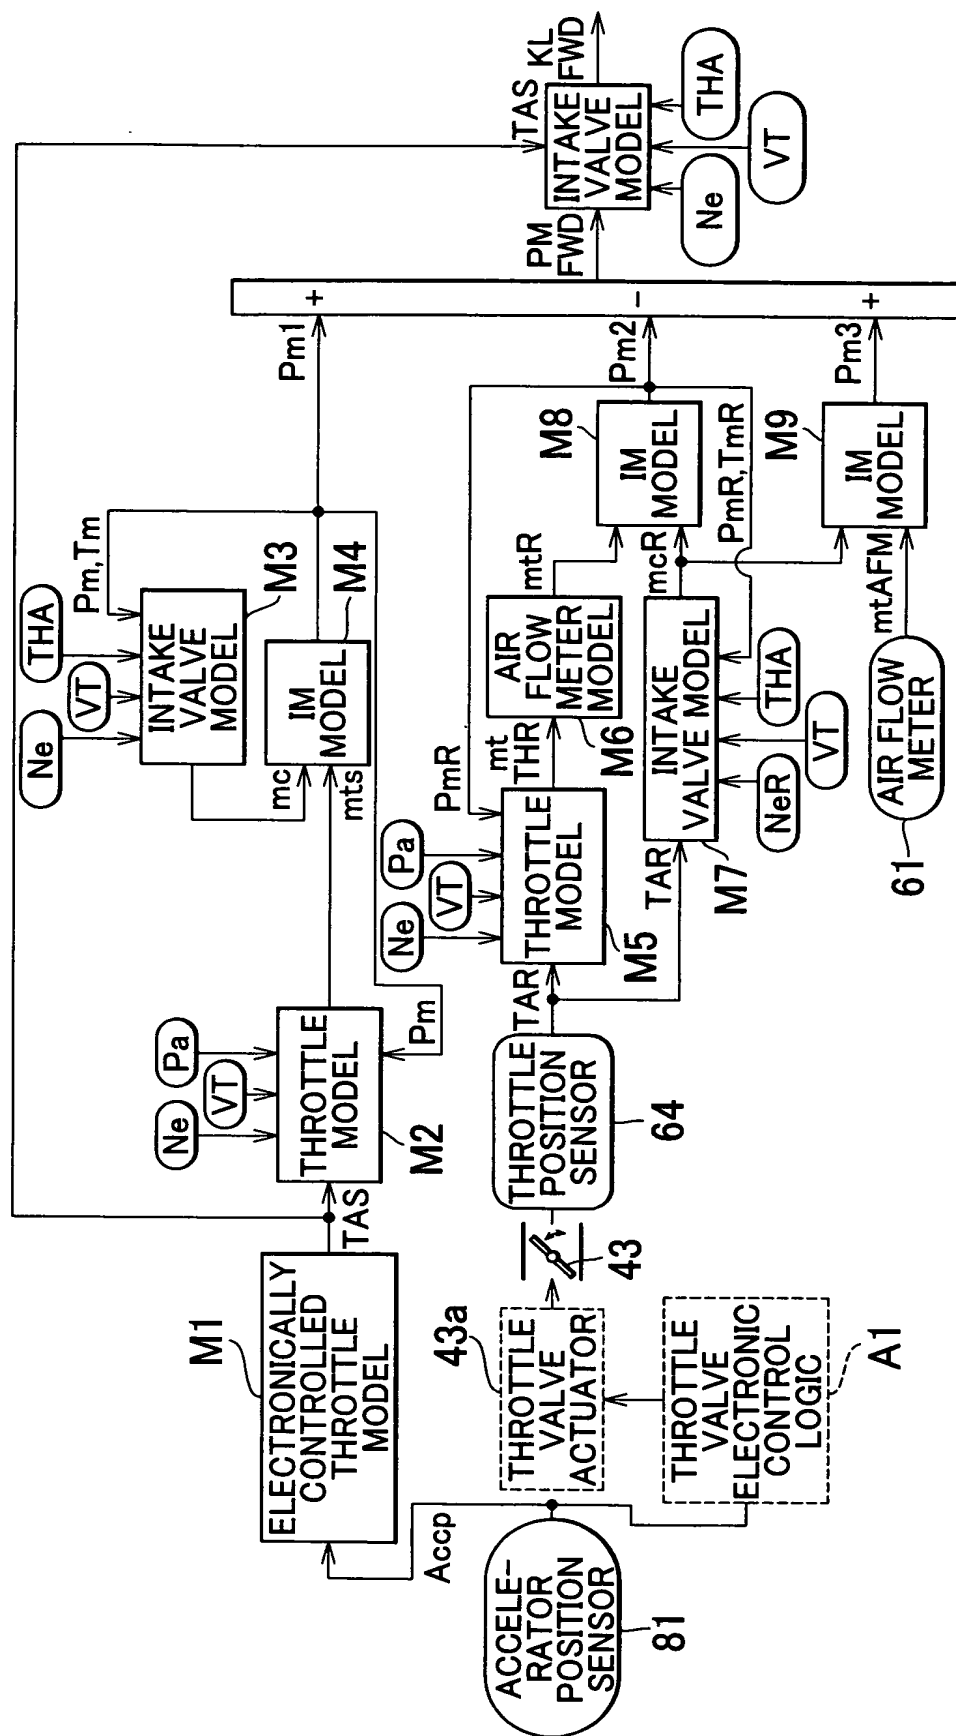 ACCELE-
RATOR
POSITION
SENSOR
81
Accp
M1
ELECTRONICALLY
CONTROLLED
THROTTLE
MODEL
TAS
43a
THROTTLE
VALVE
ACTUATOR
THROTTLE
VALVE
ELECTRONIC
CONTROL
LOGIC
A1
43
THROTTLE
POSITION
SENSOR
64
Ne
VT
Pa
THROTTLE
MODEL
M2
Pm
TAR
TAR
Ne
VT
Pa
PmR
THROTTLE
MODEL
M5
mt
THR
Ne
VT
THA
Pm,Tm
INTAKE
VALVE
MODEL
M3
mc
mts
IM
MODEL
M4
AIR
FLOW
METER
MODEL
M6
mtR
INTAKE
VALVE MODEL
M7
NeR
VT
THA
mcR
PmR,TmR
AIR FLOW
METER
61
mtAFM
M8
IM
MODEL
M9
IM
MODEL
Pm1
Pm2
Pm3
+
-
+
PM
FWD
TAS
INTAKE
VALVE
MODEL
Ne
VT
THA
KL
FWD